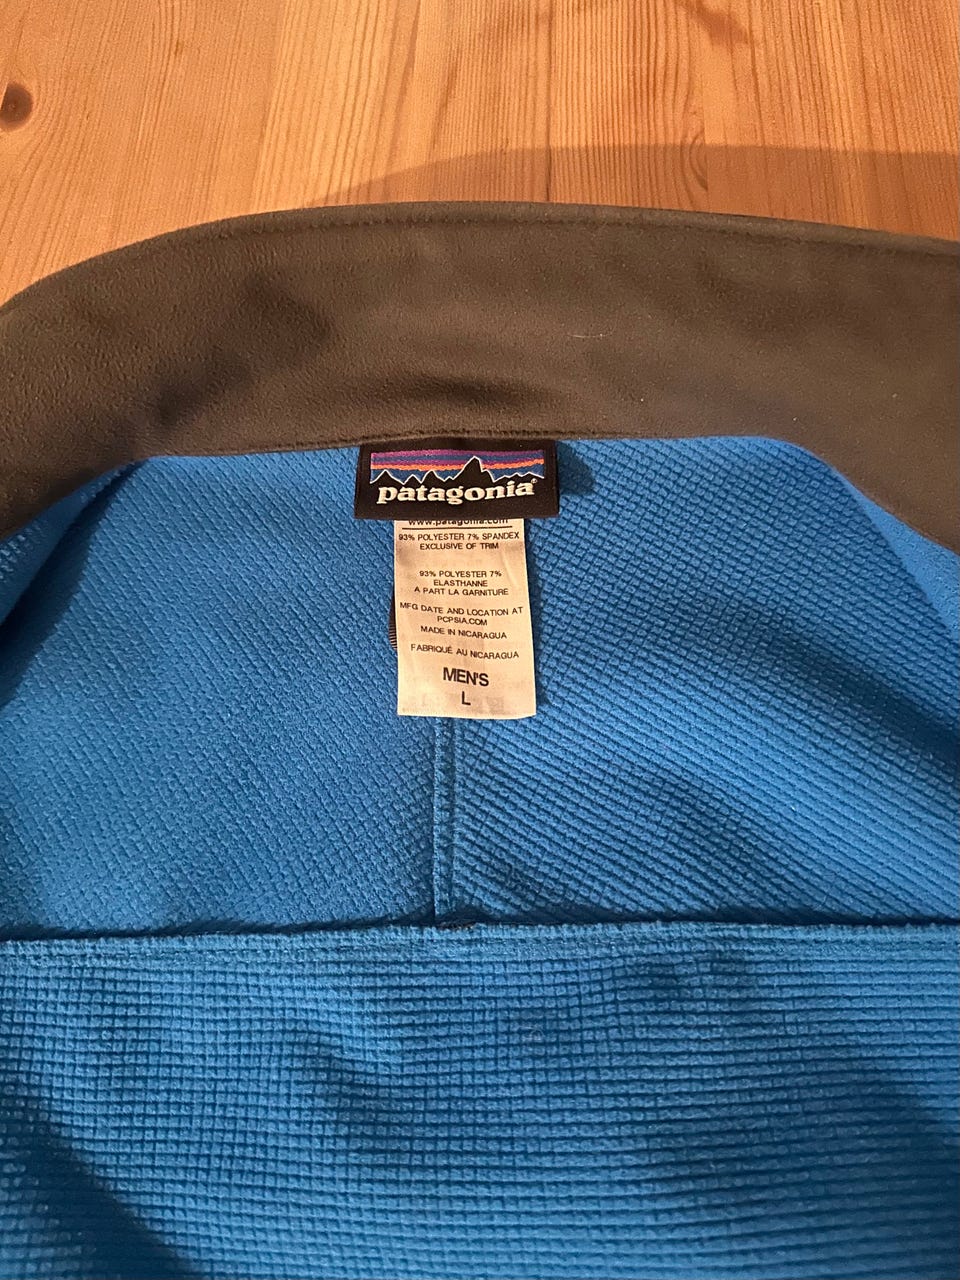 patagonia®
www.patagonia.com
93% POLYESTER 7% SPANDEX
EXCLUSIVE OF TRIM
93% POLYESTER 7%
ELASTHANNE
A PART LA GARNITURE
MFG DATE AND LOCATION AT
PCPSIA.COM
MADE IN NICARAGUA
FABRIQUÉ AU NICARAGUA
MEN'S
L